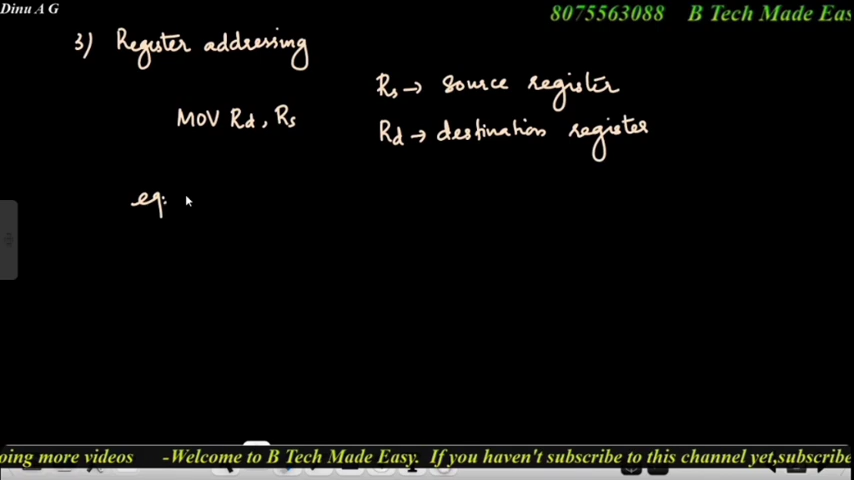 Dinu A G
8075563088 B Tech Made Eas
3) Register addressing
Rs → source register
MOV Rd, Rs
Rd → destination register
eg:
oing more videos -Welcome to B Tech Made Easy. If you haven't subscribe to this channel yet,subscribe